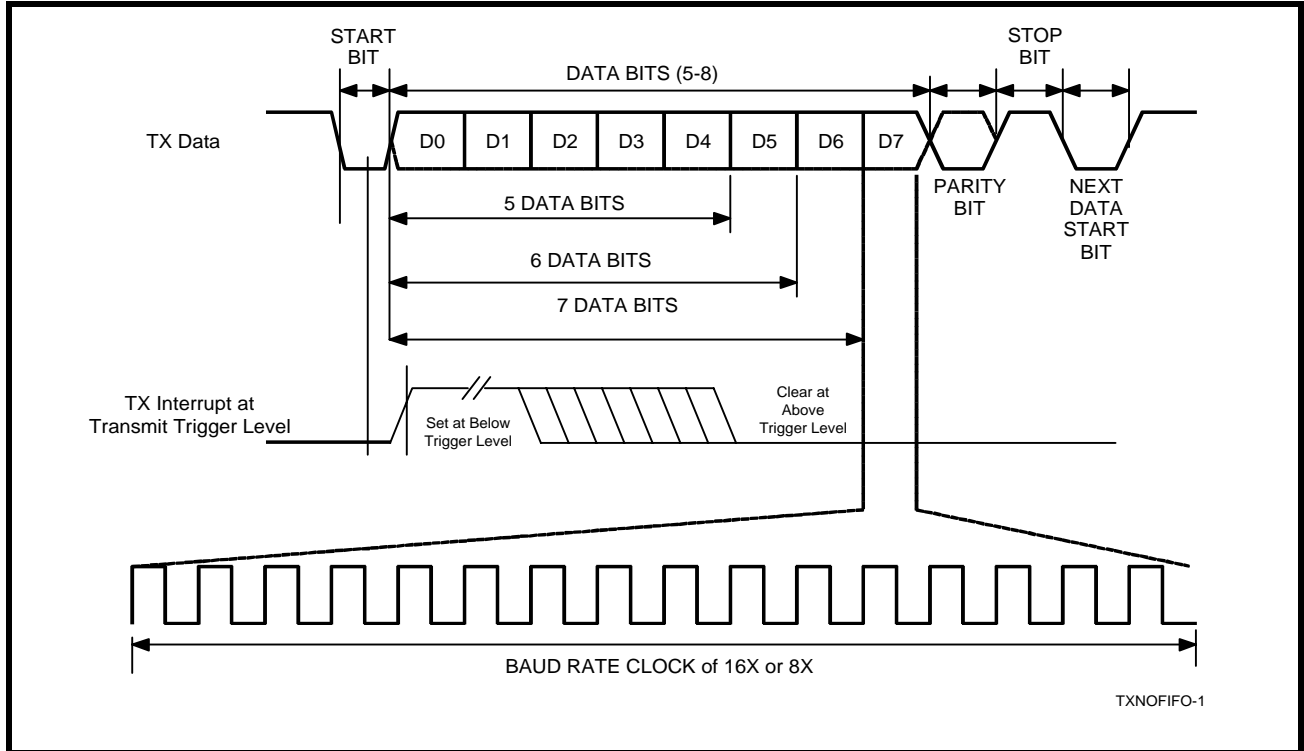 START
BIT
STOP
BIT
DATA BITS (5-8)
TX Data
D0 D1 D2 D3 D4 D5 D6 D7
PARITY
BIT
NEXT
DATA
START
BIT
5 DATA BITS
6 DATA BITS
7 DATA BITS
TX Interrupt at
Transmit Trigger Level
Set at Below
Trigger Level
Clear at
Above
Trigger Level
BAUD RATE CLOCK of 16X or 8X
TXNOFIFO-1